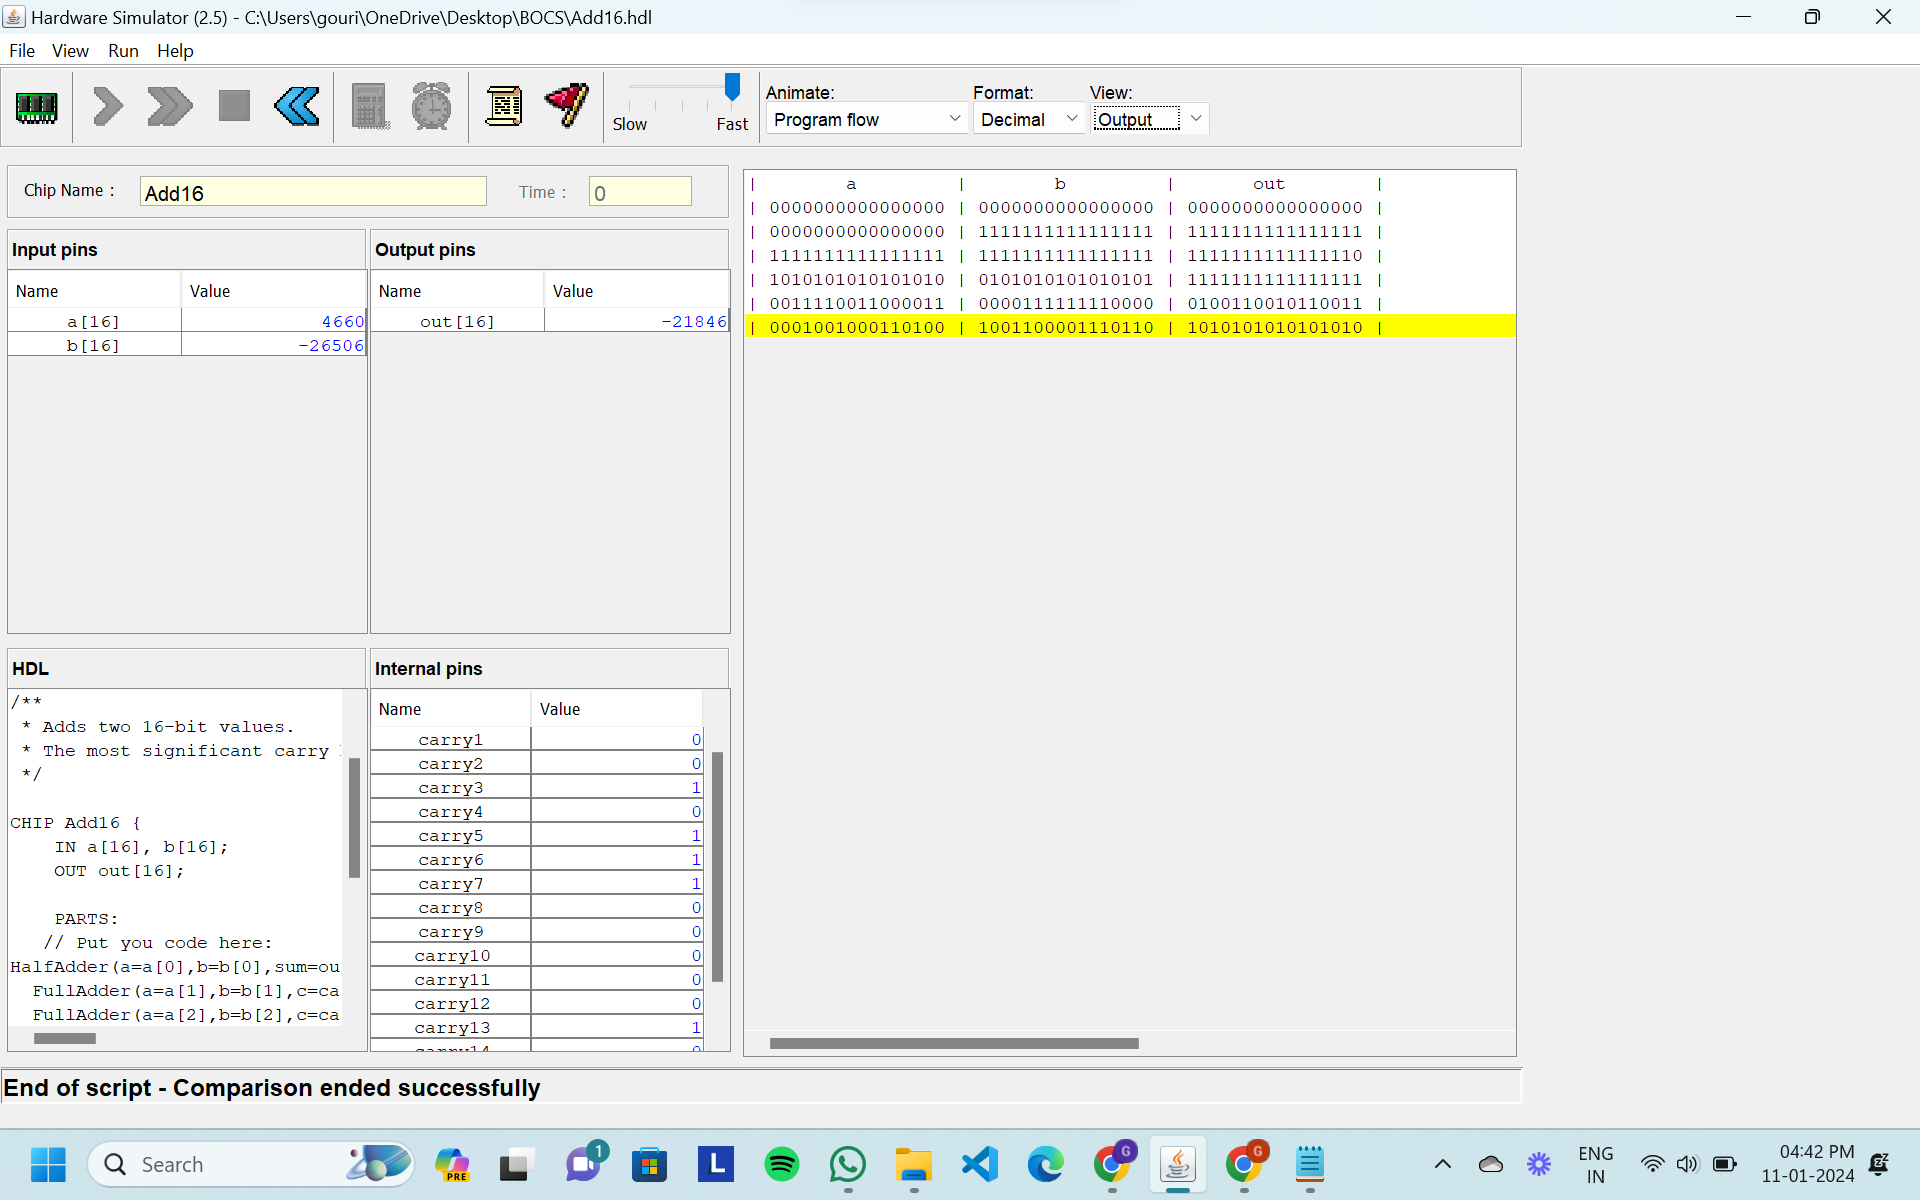 Hardware Simulator (2.5) - C:\Users\gouri\OneDrive\Desktop\BOCS\Add16.hdl
File View Run Help
Slow Fast
Animate:
Program flow
Format:
Decimal
View:
Output
Chip Name :
Add16
Time :
0
Input pins
Name Value
a[16] 4660
b[16] -26506
Output pins
Name Value
out[16] -21846
| a | b | out |
| 0000000000000000 | 0000000000000000 | 0000000000000000 |
| 0000000000000000 | 1111111111111111 | 1111111111111111 |
| 1111111111111111 | 1111111111111111 | 1111111111111110 |
| 1010101010101010 | 0101010101010101 | 1111111111111111 |
| 0011110011000011 | 0000111111110000 | 0100110010110011 |
| 0001001000110100 | 1001100001110110 | 1010101010101010 |
HDL
/**
* Adds two 16-bit values.
* The most significant carry
*/
CHIP Add16 {
IN a[16], b[16];
OUT out[16];
PARTS:
// Put you code here:
HalfAdder(a=a[0],b=b[0],sum=ou
FullAdder(a=a[1],b=b[1],c=ca
FullAdder(a=a[2],b=b[2],c=ca
Internal pins
Name Value
carry1 0
carry2 0
carry3 1
carry4 0
carry5 1
carry6 1
carry7 1
carry8 0
carry9 0
carry10 0
carry11 0
carry12 0
carry13 1
carry14 0
End of script - Comparison ended successfully
Search
PRE
1
L
G
G
ENG
IN
04:42 PM
11-01-2024